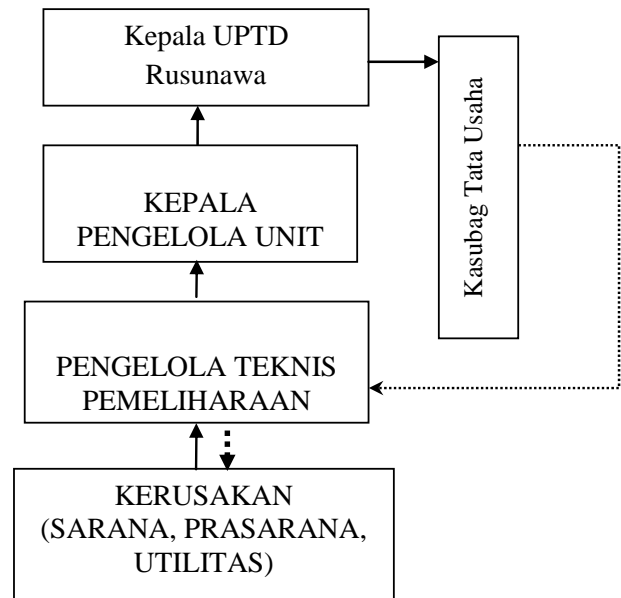 Kepala UPTD
Rusunawa
Kasubag Tata Usaha
KEPALA
PENGELOLA UNIT
PENGELOLA TEKNIS
PEMELIHARAAN
KERUSAKAN
(SARANA, PRASARANA,
UTILITAS)